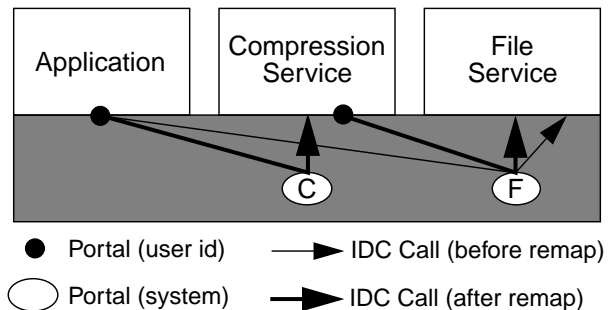 Application
Compression
Service
File
Service
C
F
Portal (user id)
IDC Call (before remap)
Portal (system)
IDC Call (after remap)